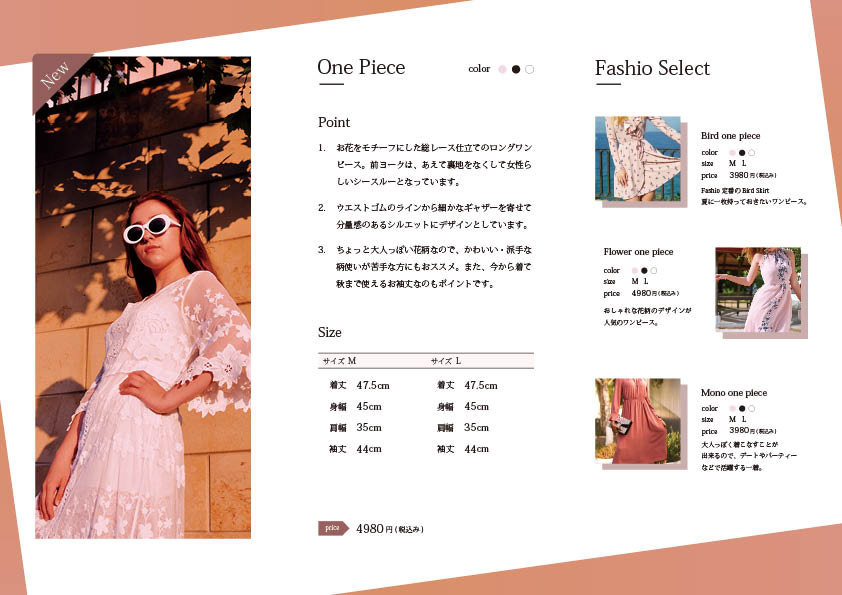 New
One Piece
color
Point
1. お花をモチーフにした総レース仕立てのロングワン
ピース。前ヨークは、あえて裏地をなくして女性ら
しいシースルーとなっています。
2. ウエストゴムのラインから細かなギャザーを寄せて
分量感のあるシルエットにデザインとしています。
3. ちょっと大人っぽい花柄なので、かわいい・派手な
柄使いが苦手な方にもおススメ。また、今から着て
秋まで使えるお袖丈なのもポイントです。
Size
サイズ M サイズ L
着丈 47.5cm 着丈 47.5cm
身幅 45cm 身幅 45cm
肩幅 35cm 肩幅 35cm
袖丈 44cm 袖丈 44cm
price 4980円(税込み)
Fashio Select
Bird one piece
color
size M L
price 3980円(税込み)
Fashio 定番の Bird Skirt
夏に一枚持っておきたいワンピース。
Flower one piece
color
size M L
price 4980円(税込み)
おしゃれな花柄のデザインが
人気のワンピース。
Mono one piece
color
size M L
price 3980円(税込み)
大人っぽく着こなすことが
出来るので、デートやパーティー
などで活躍する一着。